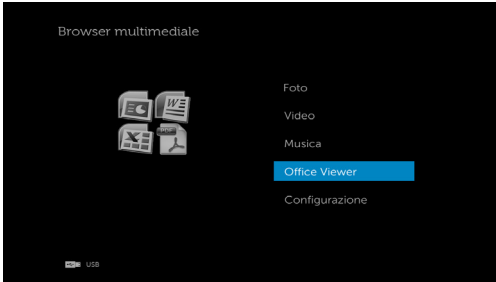 Browser multimediale
Foto
Video
Musica
Office Viewer
Configurazione
USB